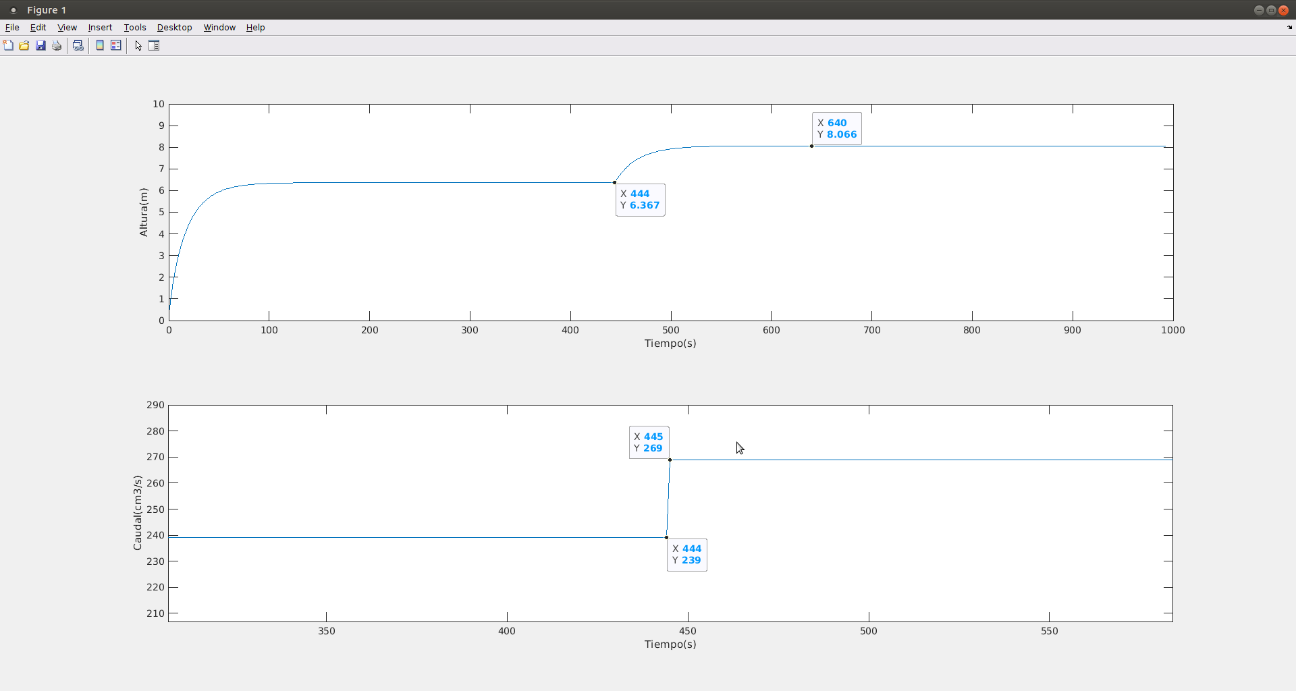 Figure 1
File Edit View Insert Tools Desktop Window Help
10
9
8
7
6
5
4
3
2
1
0
Altura(m)
X 640
Y 8.066
X 444
Y 6.367
0 100 200 300 400 500 600 700 800 900 1000
Tiempo(s)
290
280
270
260
250
240
230
220
210
Caudal(cm3/s)
X 445
Y 269
X 444
Y 239
350 400 450 500 550
Tiempo(s)